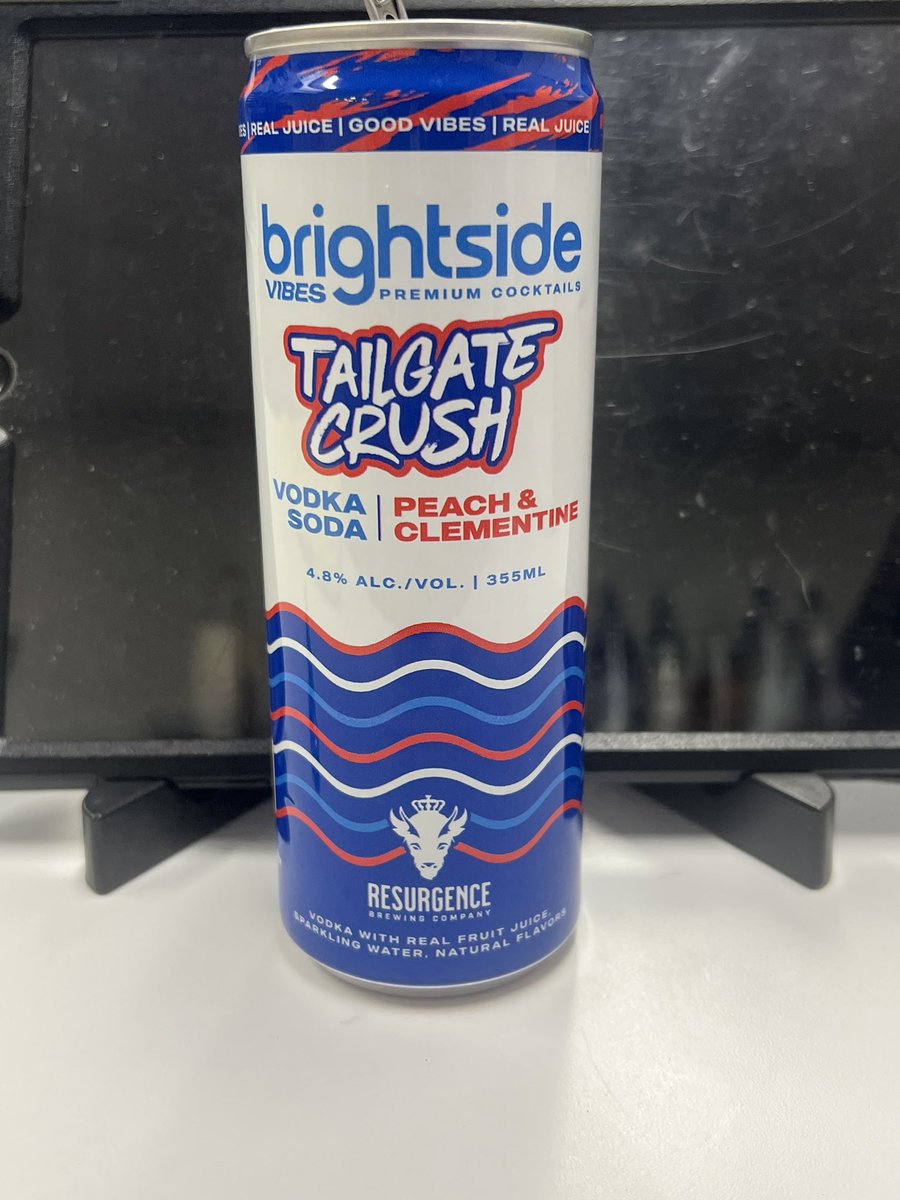 ES | REAL JUICE | GOOD VIBES | REAL JUICE
brightside
VIBES PREMIUM COCKTAILS
TAILGATE
CRUSH
VODKA
SODA
PEACH &
CLEMENTINE
4.8% ALC./VOL. | 355ML
RESURGENCE
BREWING COMPANY
VODKA WITH REAL FRUIT JUICE,
SPARKLING WATER, NATURAL FLAVORS